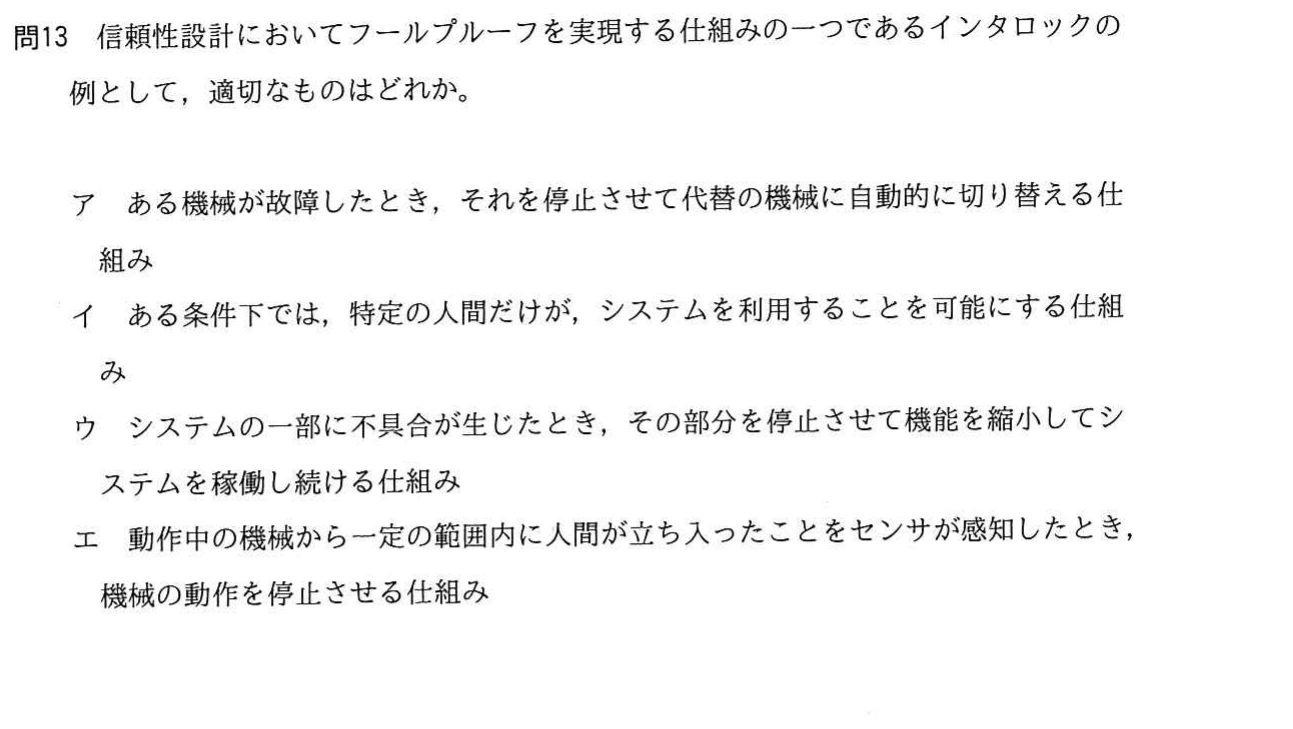 問13 信頼性設計においてフールプルーフを実現する仕組みの一つであるインタロックの
例として，適切なものはどれか。
ア ある機械が故障したとき，それを停止させて代替の機械に自動的に切り替える仕
組み
イ ある条件下では，特定の人間だけが，システムを利用することを可能にする仕組
み
ウ システムの一部に不具合が生じたとき，その部分を停止させて機能を縮小してシ
ステムを稼働し続ける仕組み
エ 動作中の機械から一定の範囲内に人間が立ち入ったことをセンサが感知したとき，
機械の動作を停止させる仕組み